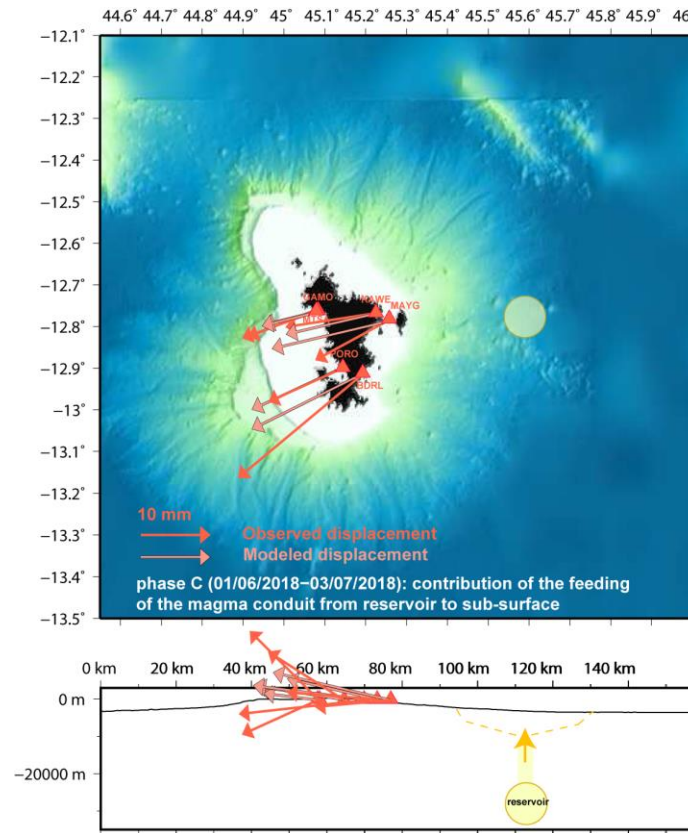 44.6˚ 44.7˚ 44.8˚ 44.9˚ 45˚ 45.1˚ 45.2˚ 45.3˚ 45.4˚ 45.5˚ 45.6˚ 45.7˚ 45.8˚ 45.9˚
−12.1˚
−12.2˚
−12.3˚
−12.4˚
−12.5˚
−12.6˚
−12.7˚
MAYG
−12.8˚
PORO
−12.9˚
BDRL
−13˚
−13.1˚
−13.2˚
10 mm
−13.3˚
Observed displacement
Modeled displacement
−13.4˚
phase C (01/06/2018−03/07/2018): contribution of the feeding
of the magma conduit from reservoir to sub-surface
−13.5˚
0 km 20 km 40 km 60 km 80 km 100 km 120 km 140 km
0 m
−20000 m
reservoir